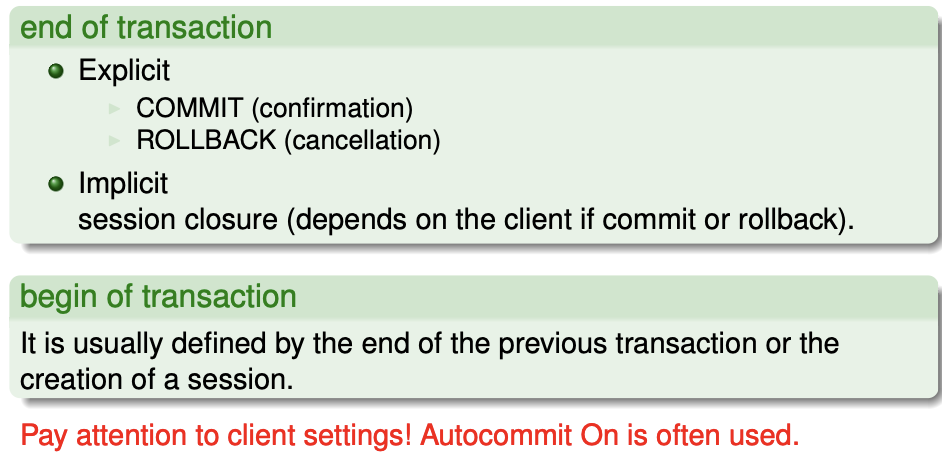 end of transaction
Explicit
COMMIT (confirmation)
ROLLBACK (cancellation)
Implicit
session closure (depends on the client if commit or rollback).
begin of transaction
It is usually defined by the end of the previous transaction or the
creation of a session.
Pay attention to client settings! Autocommit On is often used.